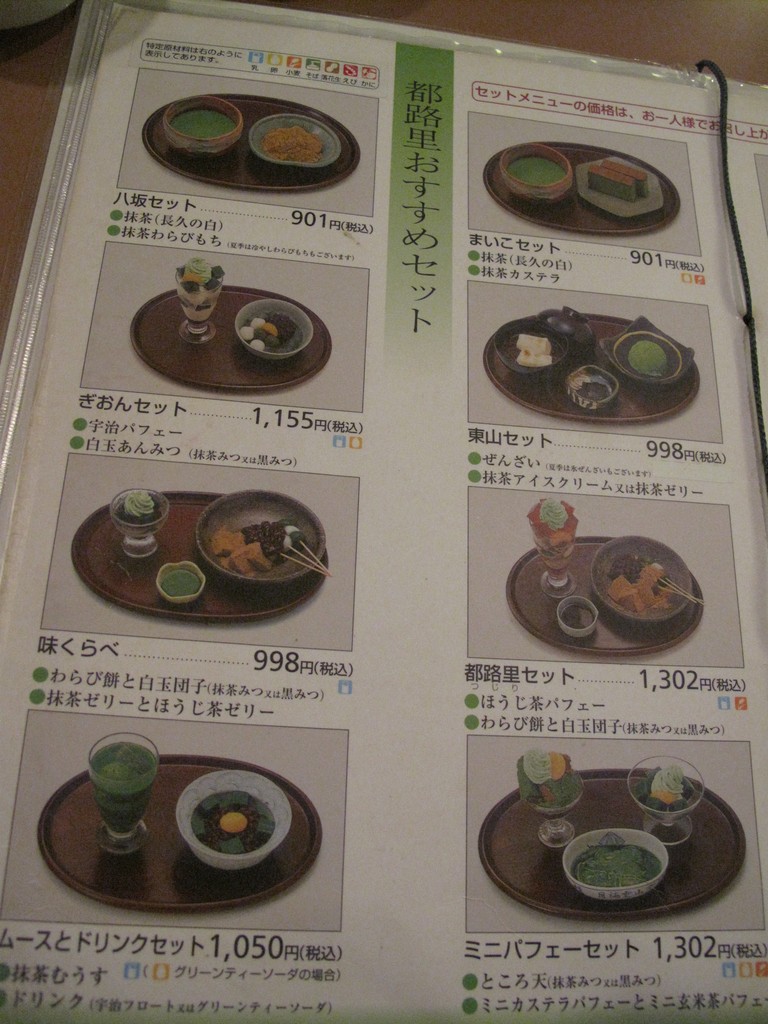 特定原材料は右のように
表示してあります。
乳 卵 小麦 そば 落花生 えび かに
都路里おすすめセット
セットメニューの価格は、お一人様でお召し上が
八坂セット 901円(税込)
●抹茶(長久の白)
●抹茶わらびもち(夏季は冷やしわらびもちもございます)
まいこセット 901円(税込)
●抹茶(長久の白)
●抹茶カステラ
ぎおんセット 1,155円(税込)
●宇治パフェー
●白玉あんみつ(抹茶みつ又は黒みつ)
東山セット 998円(税込)
●ぜんざい(夏季は氷ぜんざいもございます)
●抹茶アイスクリーム又は抹茶ゼリー
味くらべ 998円(税込)
●わらび餅と白玉団子(抹茶みつ又は黒みつ)
●抹茶ゼリーとほうじ茶ゼリー
都路里セット 1,302円(税込)
つじり
●ほうじ茶パフェー
●わらび餅と白玉団子(抹茶みつ又は黒みつ)
ムースとドリンクセット 1,050円(税込)
●抹茶むうす (グリーンティーソーダの場合)
●ドリンク(宇治フロート又はグリーンティーソーダ)
ミニパフェーセット 1,302円(税込)
●ところ天(抹茶みつ又は黒みつ)
●ミニカステラパフェーとミニ玄米茶パフェ